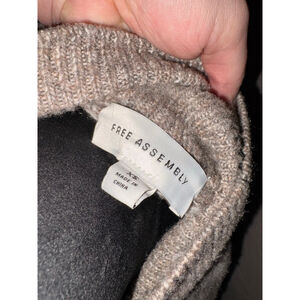 FREE ASSEMBLY
XS
MADE IN
CHINA